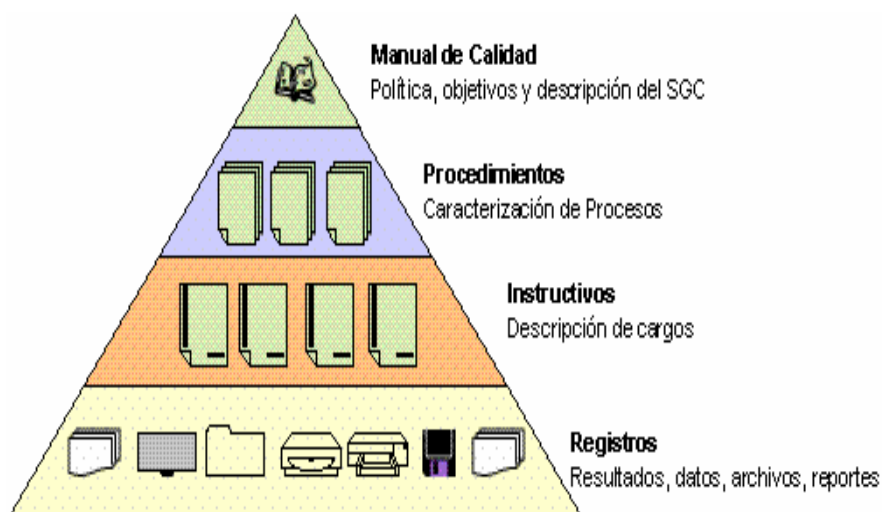 Manual de Calidad
Política, objetivos y descripción del SGC
Procedimientos
Caracterización de Procesos
Instructivos
Descripción de cargos
Registros
Resultados, datos, archivos, reportes